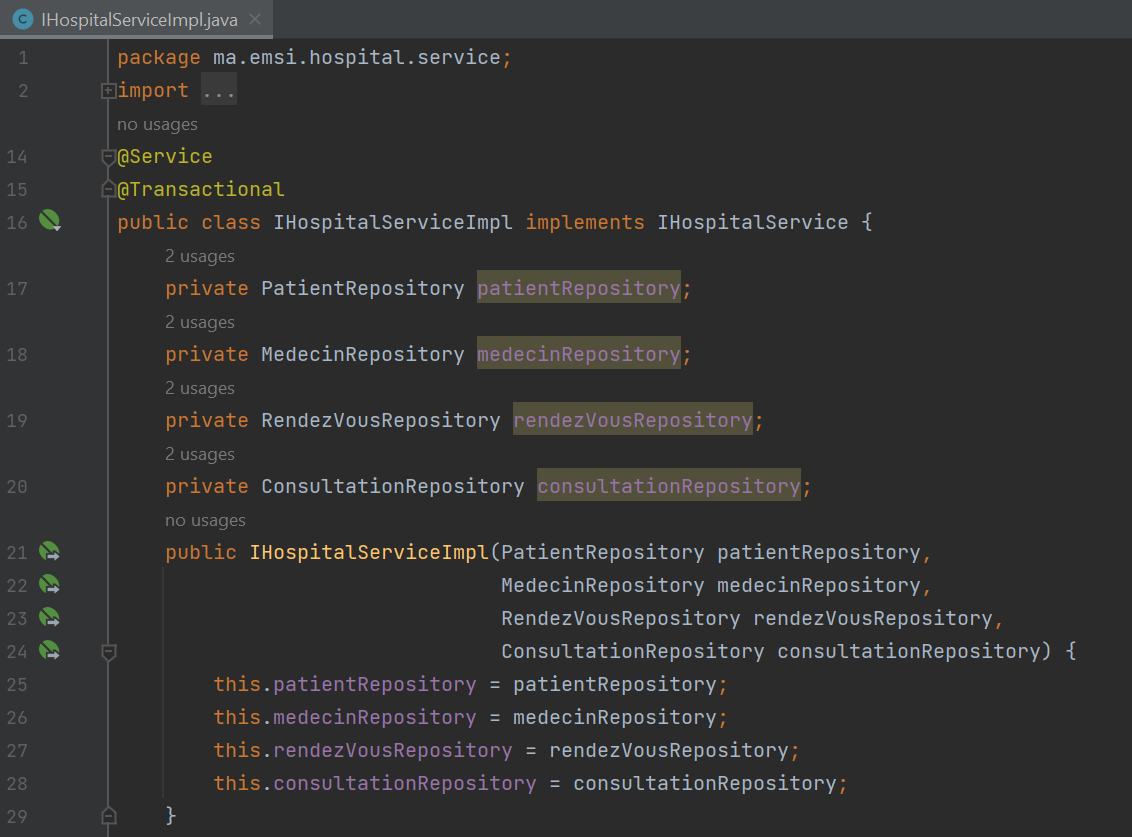 IHospitalServiceImpl.java
1 package ma.emsi.hospital.service;
2 import ...
no usages
14 @Service
15 @Transactional
16 public class IHospitalServiceImpl implements IHospitalService {
2 usages
17 private PatientRepository patientRepository;
2 usages
18 private MedecinRepository medecinRepository;
2 usages
19 private RendezVousRepository rendezVousRepository;
2 usages
20 private ConsultationRepository consultationRepository;
no usages
21 public IHospitalServiceImpl(PatientRepository patientRepository,
22 MedecinRepository medecinRepository,
23 RendezVousRepository rendezVousRepository,
24 ConsultationRepository consultationRepository) {
25 this.patientRepository = patientRepository;
26 this.medecinRepository = medecinRepository;
27 this.rendezVousRepository = rendezVousRepository;
28 this.consultationRepository = consultationRepository;
29 }